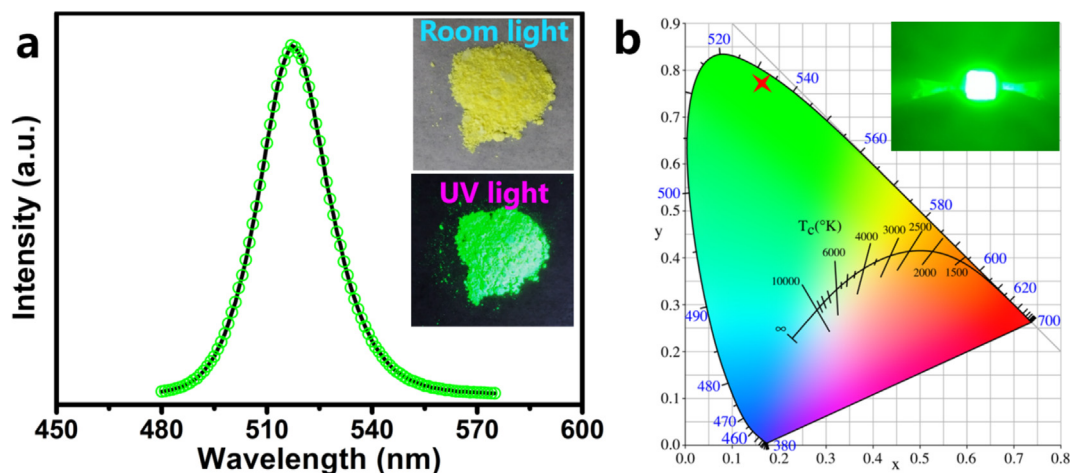 a
Room light
UV light
Intensity (a.u.)
450 480 510 540 570 600
Wavelength (nm)
b
0.9
0.8
0.7
0.6
0.5
y
0.4
0.3
0.2
0.1
0.0
520
540
560
500
580
Tc(°K)
4000 3000 2500
6000
600
10000
2000 1500
620
490
∞
700
480
470
460
380
0.0 0.1 0.2 0.3 0.4 0.5 0.6 0.7 0.8
x